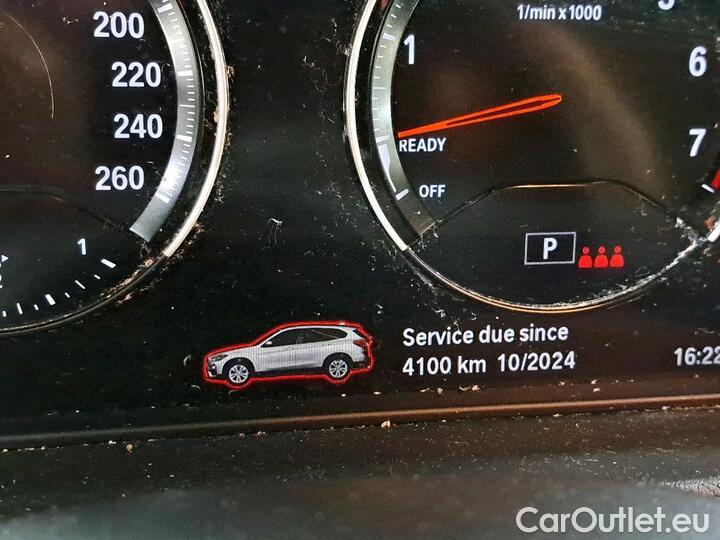 200
220
240
260
1
1/min x 1000
1
6
7
READY
OFF
P
Service due since
4100 km 10/2024
16:22
CarOutlet.eu